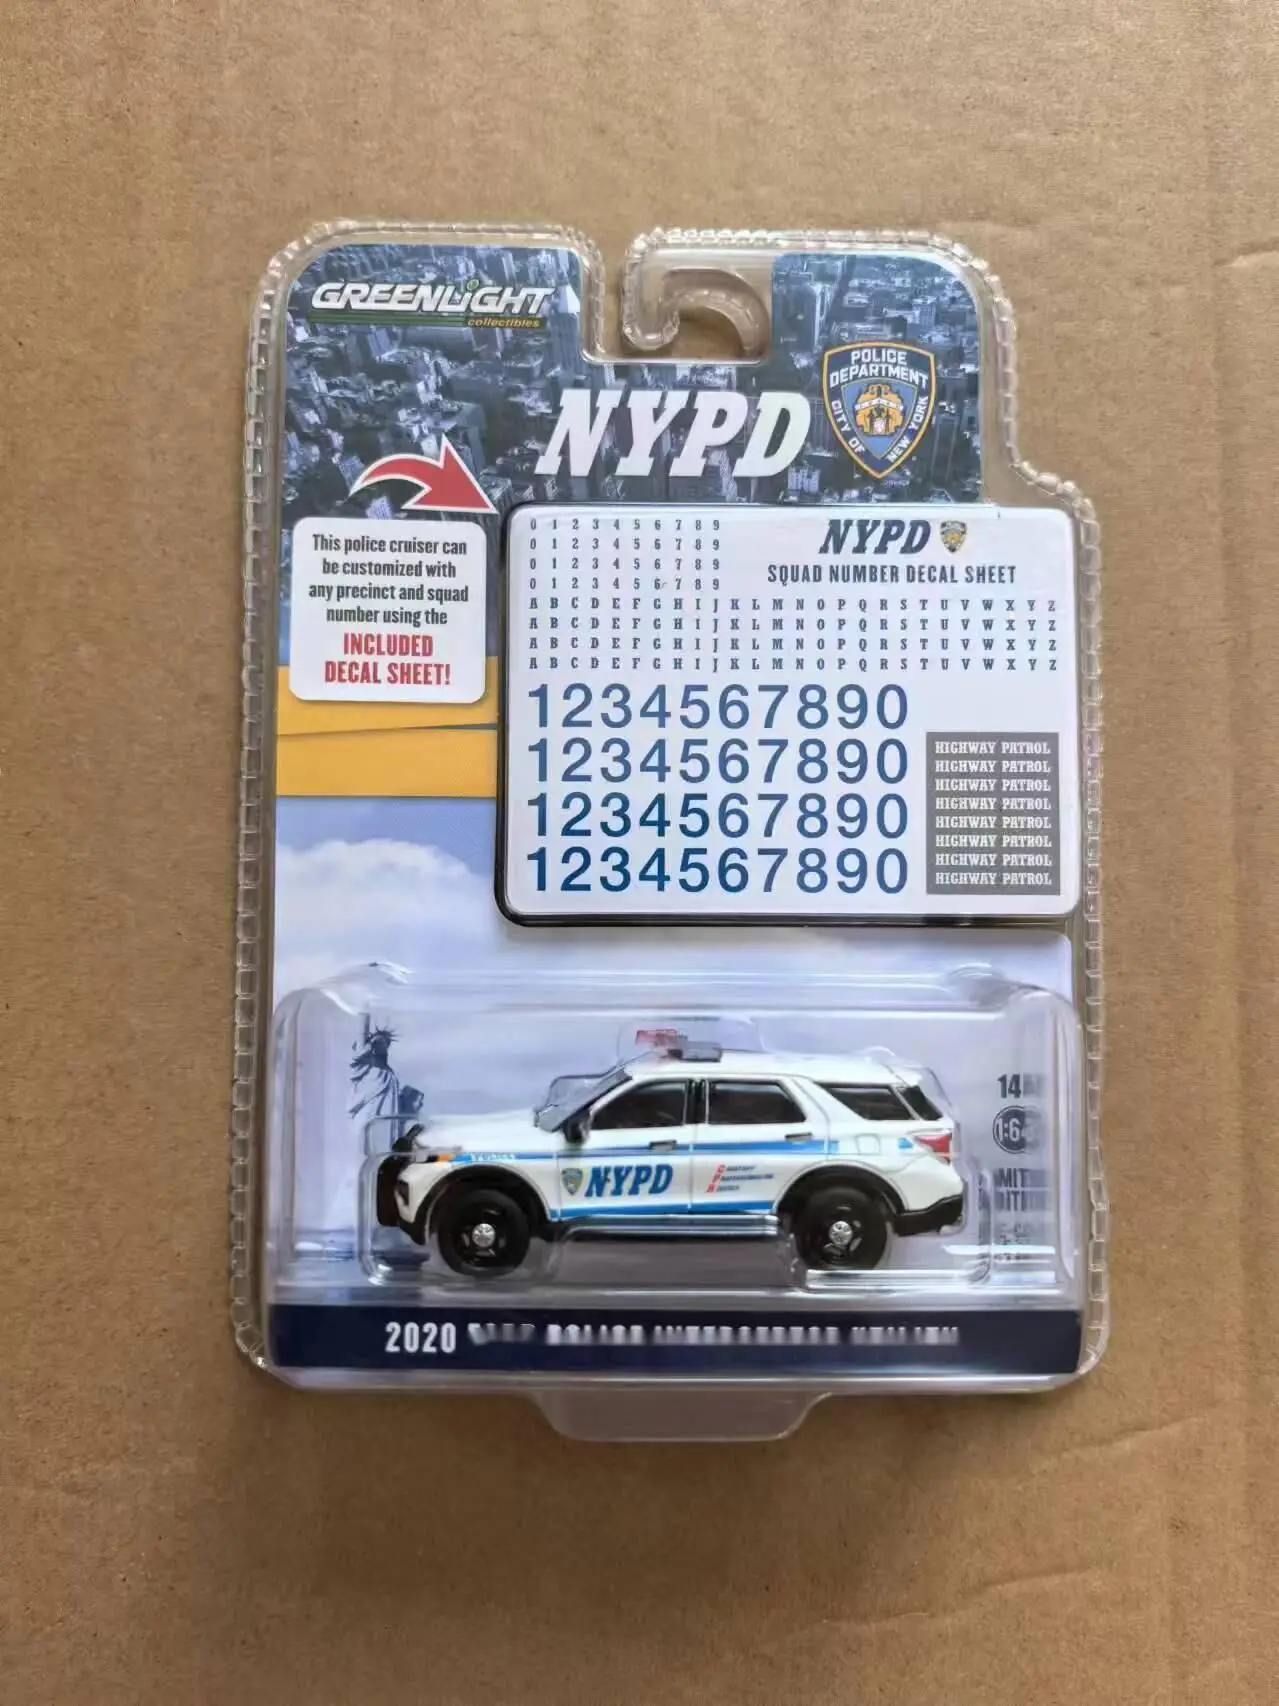 GREENLIGHT
collectibles
NYPD
POLICE
DEPARTMENT
CITY OF
NEW YORK
This police cruiser can
be customized with
any precinct and squad
number using the
INCLUDED
DECAL SHEET!
NYPD
SQUAD NUMBER DECAL SHEET
0 1 2 3 4 5 6 7 8 9
0 1 2 3 4 5 6 7 8 9
0 1 2 3 4 5 6 7 8 9
0 1 2 3 4 5 6 7 8 9
A B C D E F G H I J K L M N O P Q R S T U V W X Y Z
A B C D E F G H I J K L M N O P Q R S T U V W X Y Z
A B C D E F G H I J K L M N O P Q R S T U V W X Y Z
A B C D E F G H I J K L M N O P Q R S T U V W X Y Z
1234567890
1234567890
1234567890
1234567890
HIGHWAY PATROL
HIGHWAY PATROL
HIGHWAY PATROL
HIGHWAY PATROL
HIGHWAY PATROL
HIGHWAY PATROL
HIGHWAY PATROL
HIGHWAY PATROL
14+
1:64
NYPD
2020